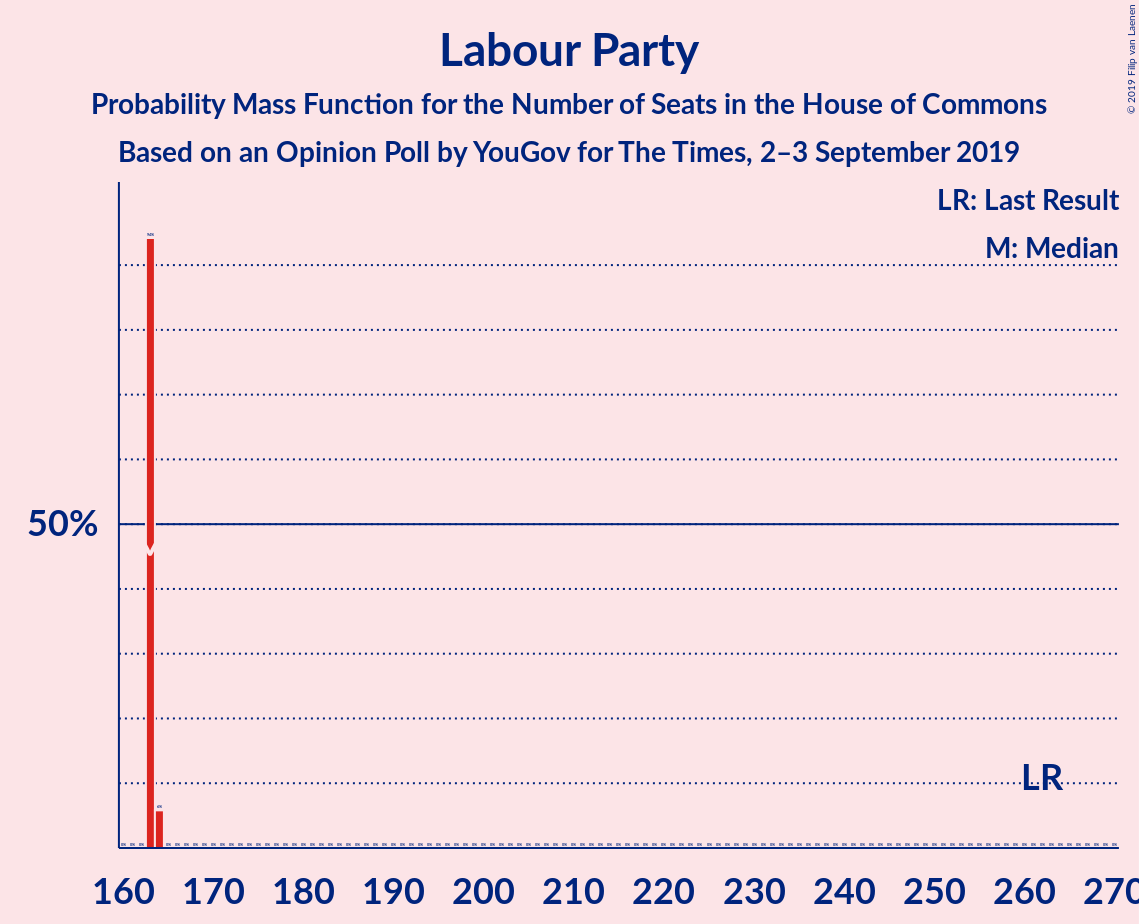 Labour Party
Probability Mass Function for the Number of Seats in the House of Commons
Based on an Opinion Poll by YouGov for The Times, 2–3 September 2019
© 2019 Filip van Laenen
LR: Last Result
M: Median
50%
M
LR
160 170 180 190 200 210 220 230 240 250 260 270